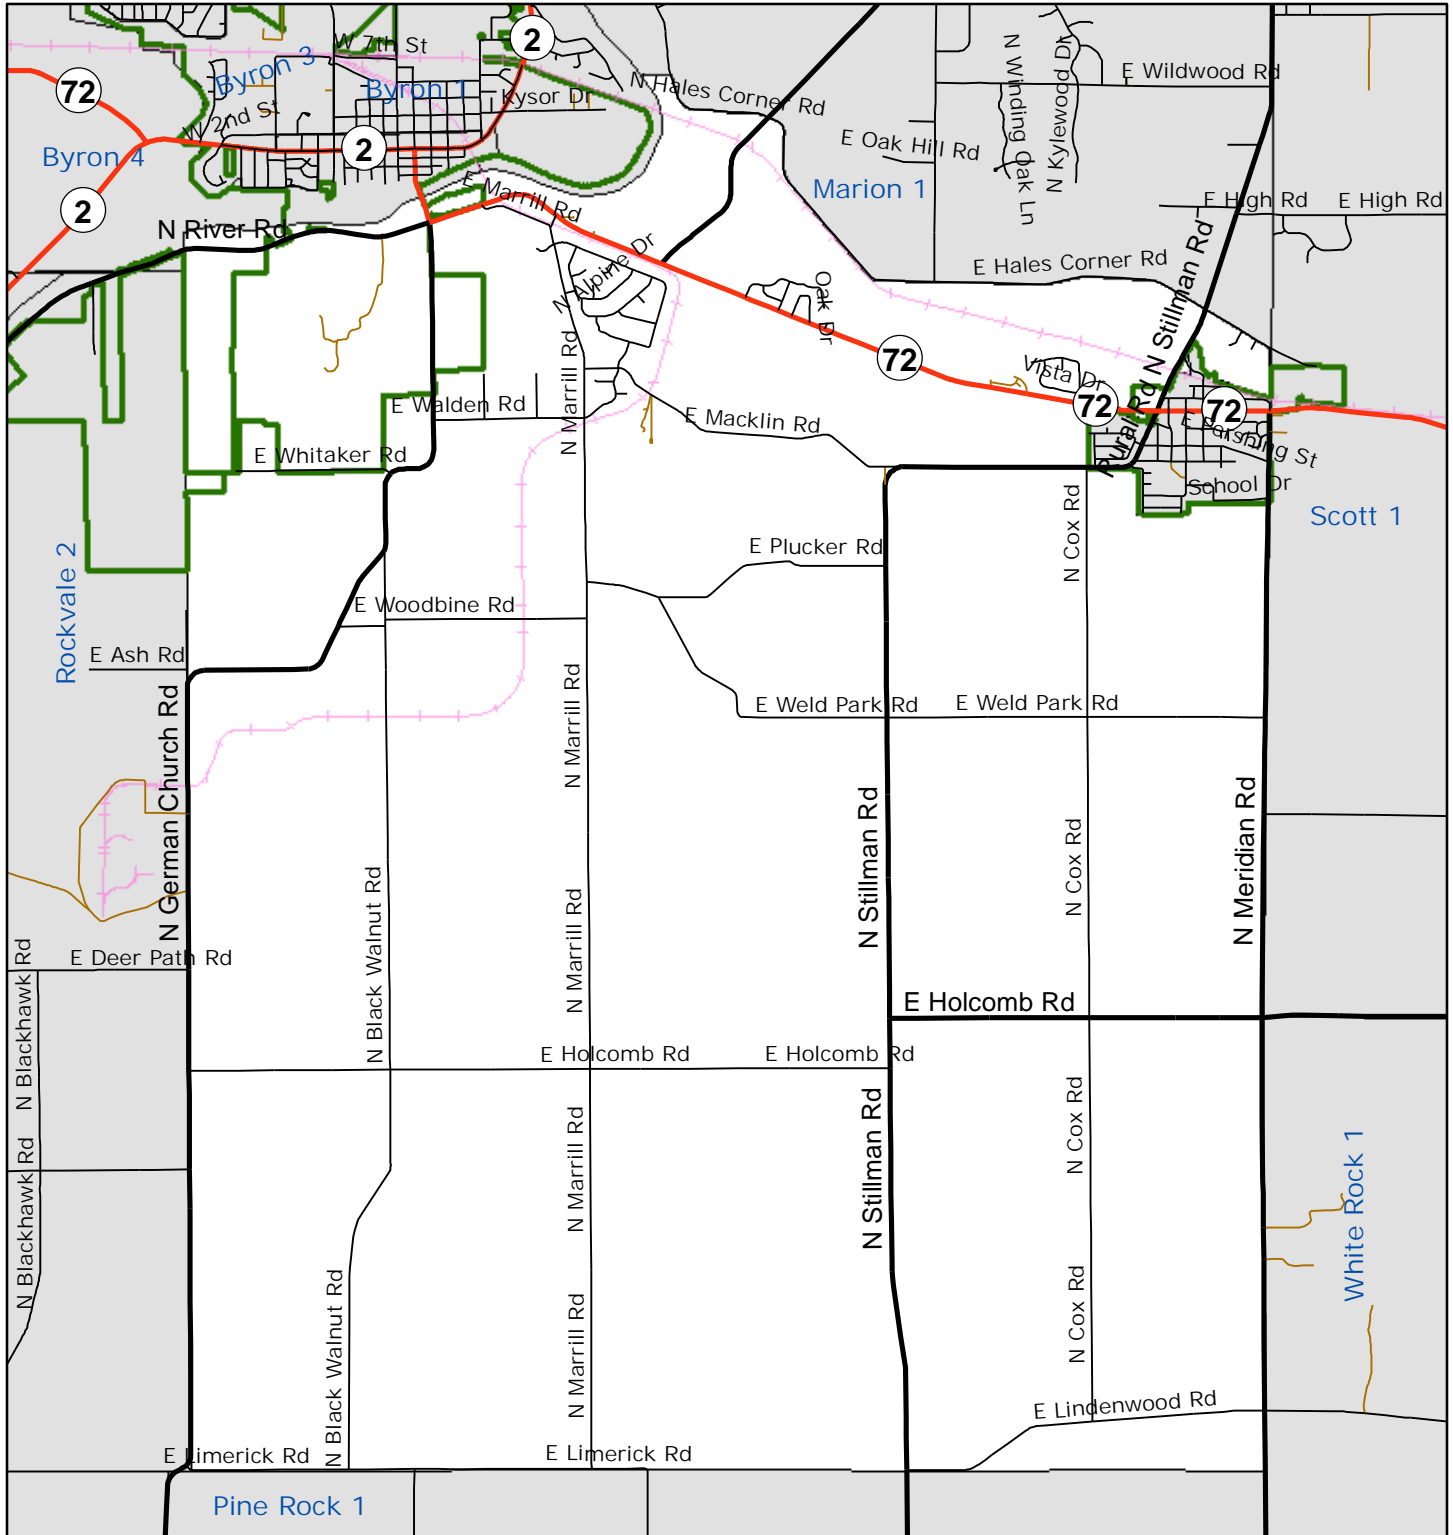 2
W 7th St
Byron 3
72
Byron 1
Kysor Dr
N Hales Corner Rd
E Wildwood Rd
N Winding Oak Ln
N Kylewood Dr
W 2nd St
2
E Oak Hill Rd
Byron 4
Marion 1
2
E Marrill Rd
E High Rd
E High Rd
N River Rd
N Alpine Dr
Oak Dr
E Hales Corner Rd
N Stillman Rd
72
Vista Dr
72
72
Rural Rd
N Marrill Rd
E Walden Rd
E Macklin Rd
E Pershing St
E Whitaker Rd
School Dr
Scott 1
N Cox Rd
E Plucker Rd
Rockvale 2
E Woodbine Rd
E Ash Rd
N Marrill Rd
E Weld Park Rd
E Weld Park Rd
N German Church Rd
N Stillman Rd
N Cox Rd
N Meridian Rd
N Black Walnut Rd
N Marrill Rd
N Blackhawk Rd
E Deer Path Rd
E Holcomb Rd
N Blackhawk Rd
E Holcomb Rd
E Holcomb Rd
N Stillman Rd
N Cox Rd
N Marrill Rd
N Blackhawk Rd
White Rock 1
N Black Walnut Rd
N Marrill Rd
N Cox Rd
E Lindenwood Rd
E Limerick Rd
E Limerick Rd
Pine Rock 1